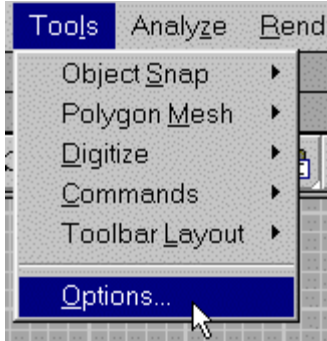 Tools Analyze Rend
Object Snap
Polygon Mesh
Digitize
Commands
Toolbar Layout
Options...